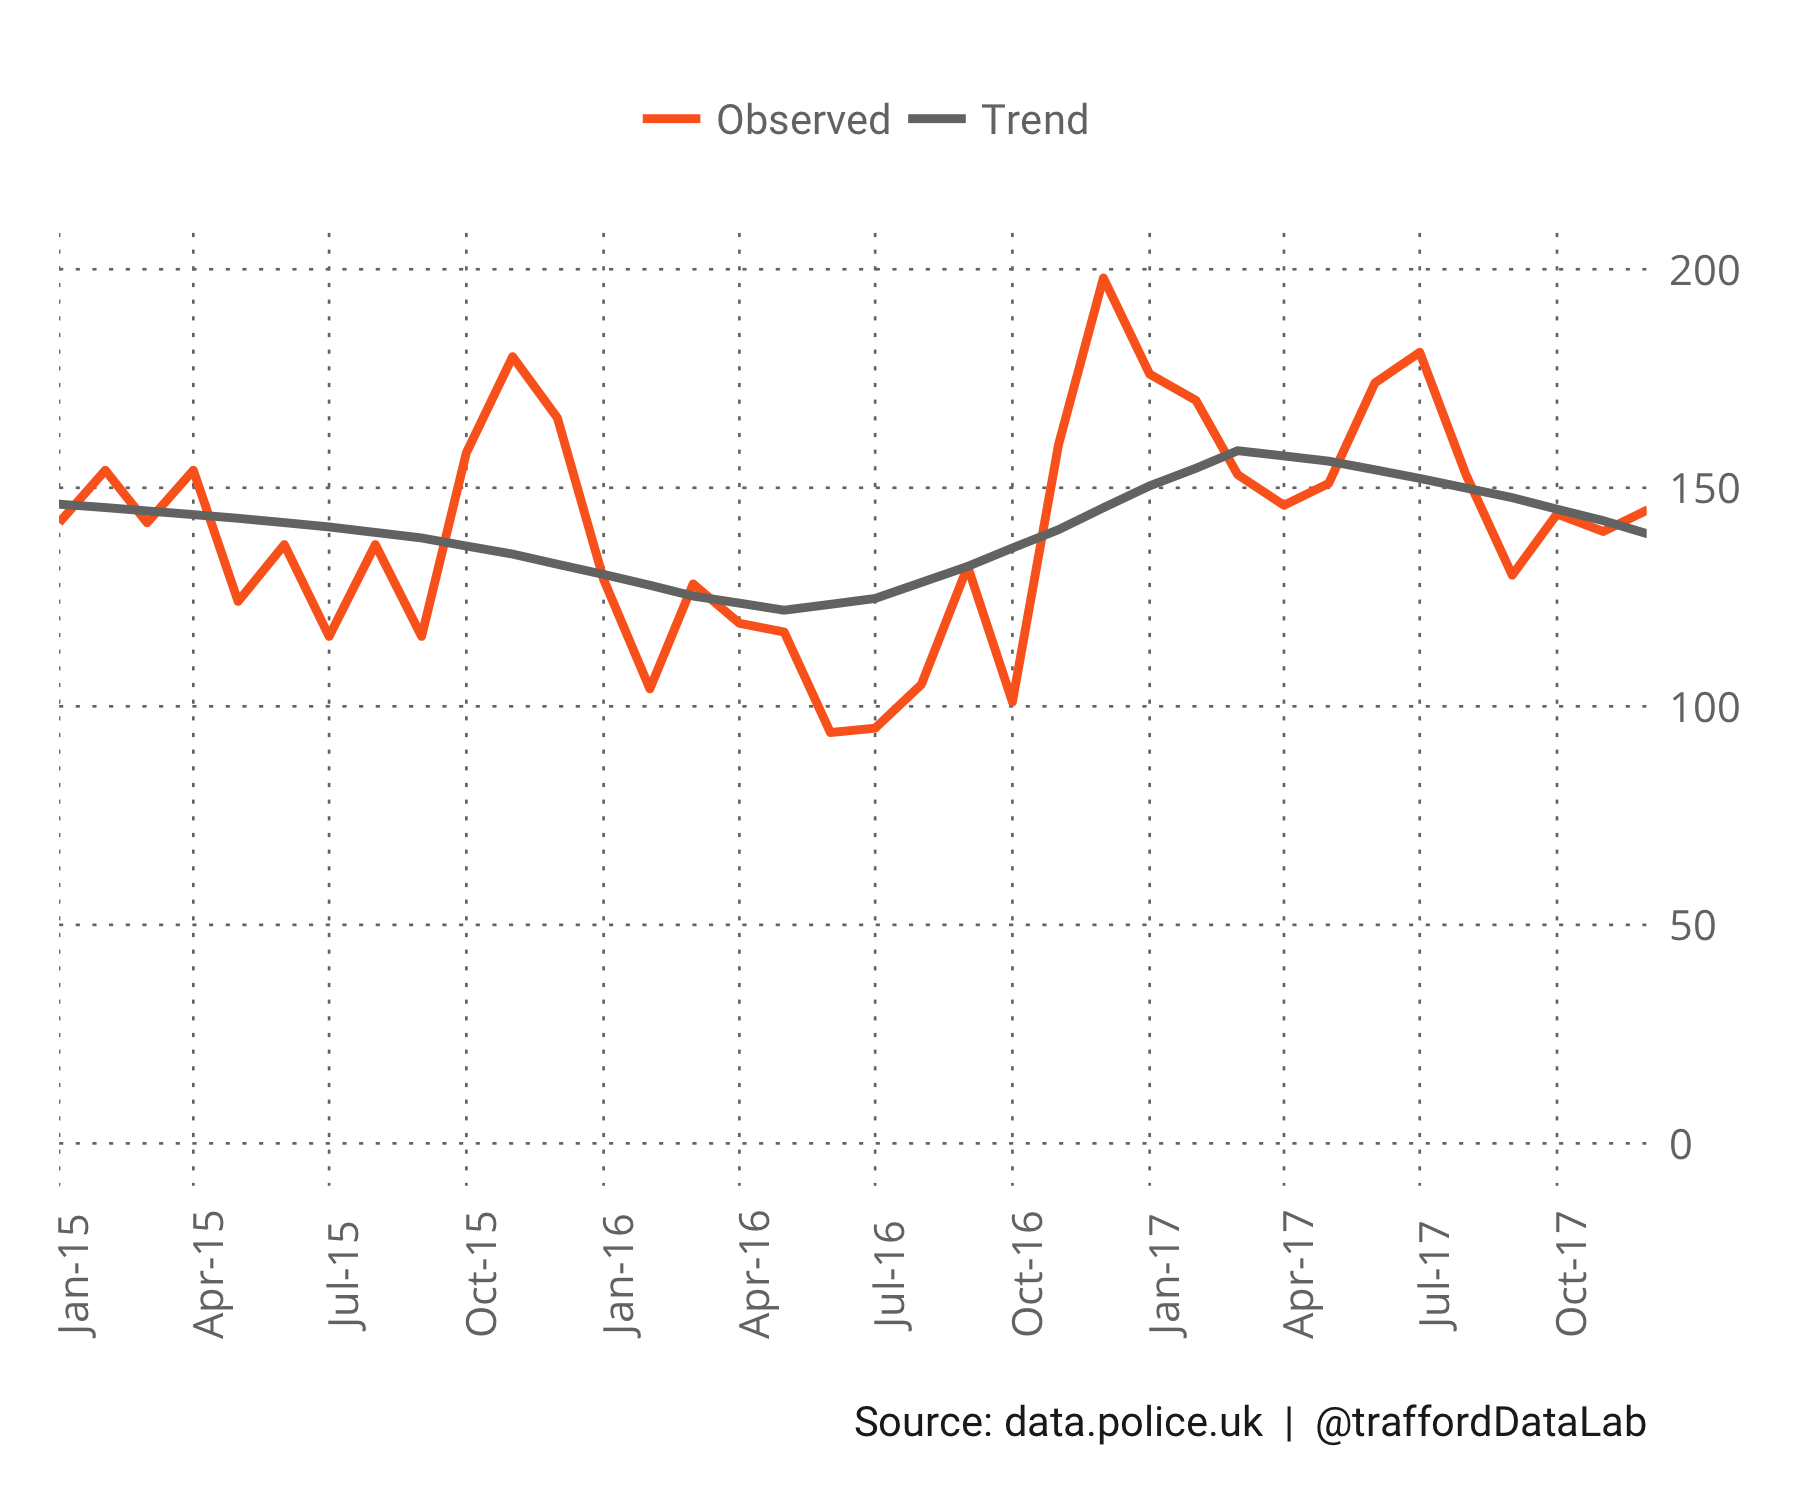 Observed Trend
200
150
100
50
0
Jan-15
Apr-15
Jul-15
Oct-15
Jan-16
Apr-16
Jul-16
Oct-16
Jan-17
Apr-17
Jul-17
Oct-17
Source: data.police.uk | @traffordDataLab